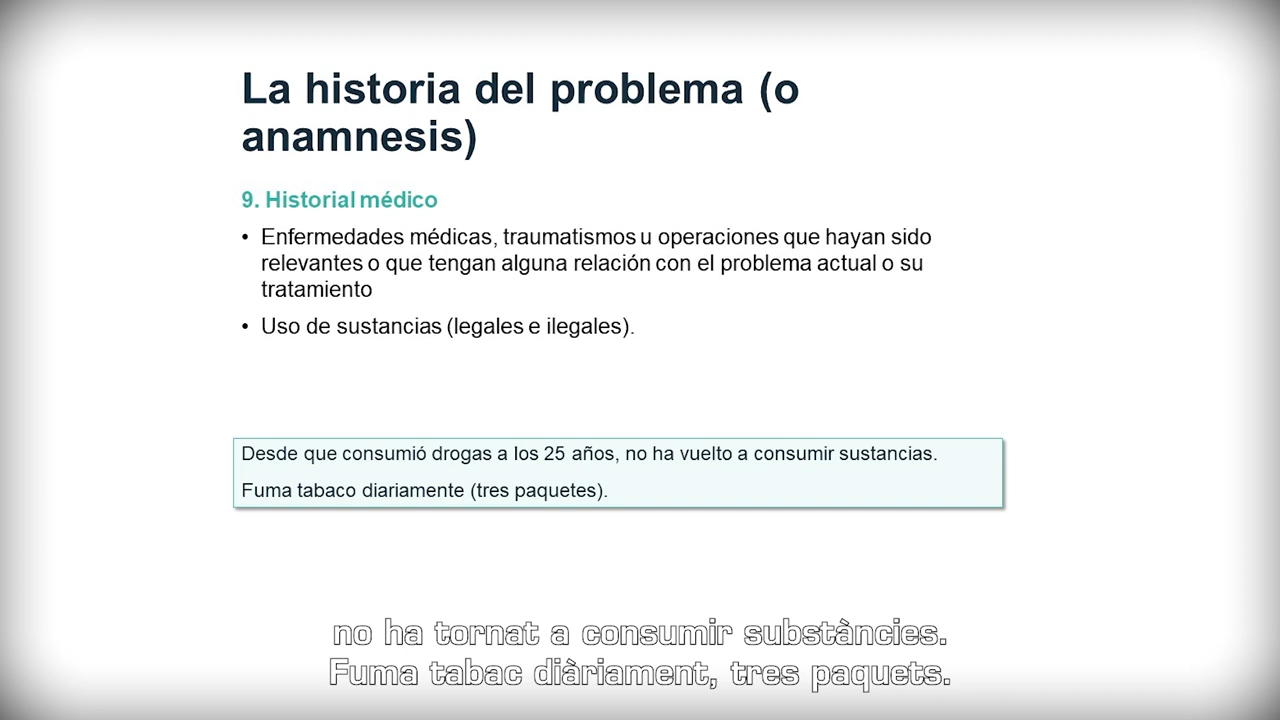 La historia del problema (o
anamnesis)
9. Historial médico
• Enfermedades médicas, traumatismos u operaciones que hayan sido
relevantes o que tengan alguna relación con el problema actual o su
tratamiento
• Uso de sustancias (legales e ilegales).
Desde que consumió drogas a los 25 años, no ha vuelto a consumir sustancias.
Fuma tabaco diariamente (tres paquetes).
no ha tornat a consumir substàncies.
Fuma tabac diàriament, tres paquets.